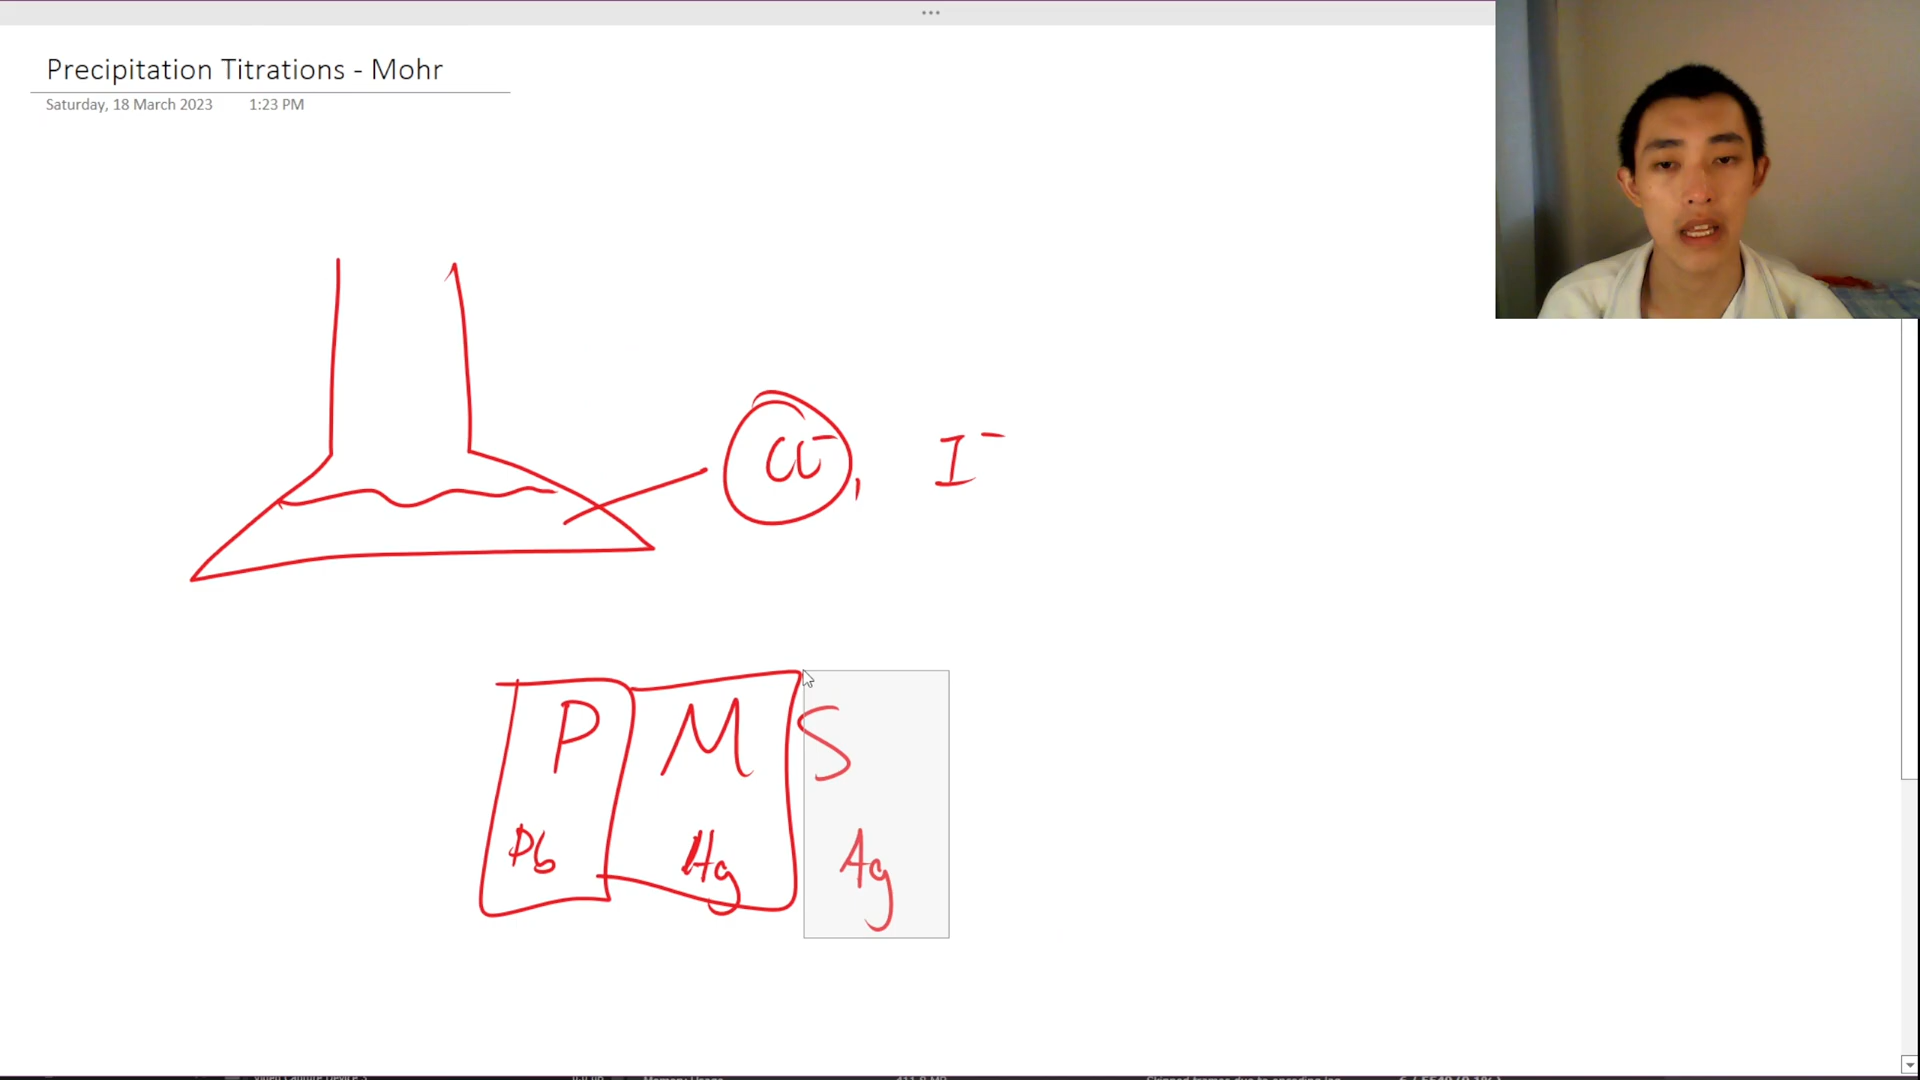 Precipitation Titrations - Mohr
Saturday, 18 March 2023 1:23 PM
Cl⁻, I⁻
P M S
Pb Hg Ag